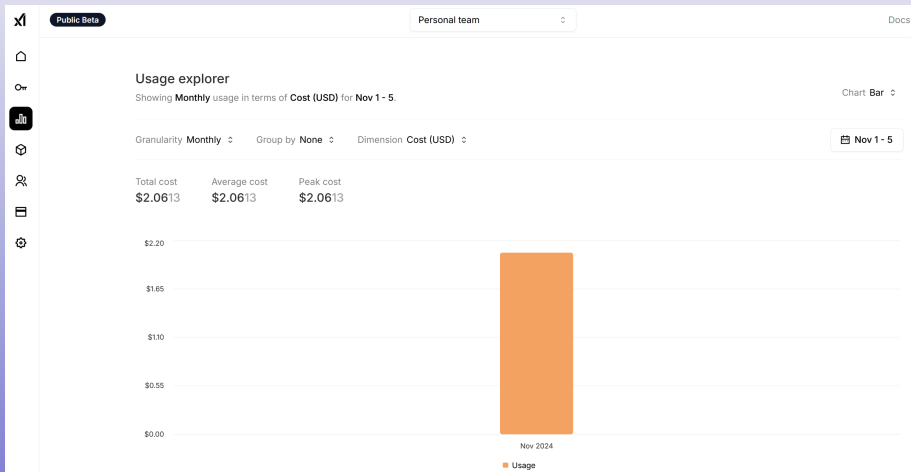 Public Beta
Personal team
Docs
Usage explorer
Showing Monthly usage in terms of Cost (USD) for Nov 1 - 5.
Chart Bar
Granularity Monthly Group by None Dimension Cost (USD)
Nov 1 - 5
Total cost Average cost Peak cost
$2.0613 $2.0613 $2.0613
$2.20
$1.65
$1.10
$0.55
$0.00
Nov 2024
Usage